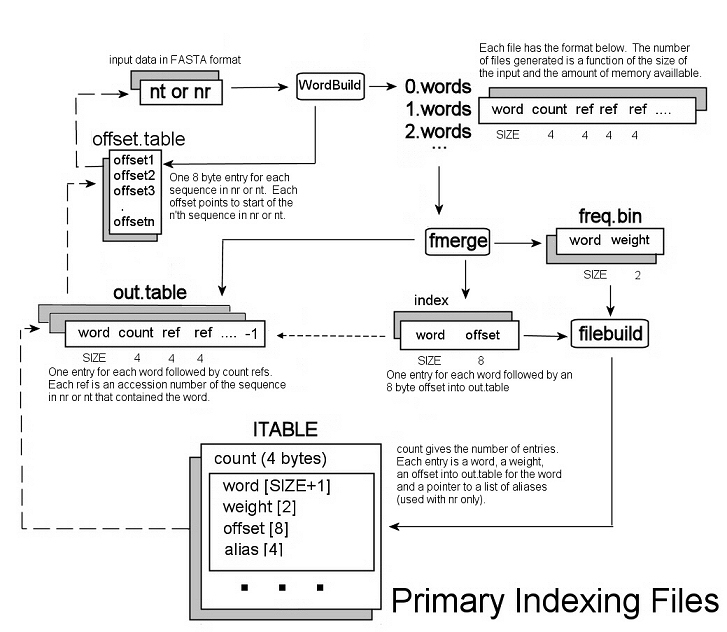 Each file has the format below. The number
of files generated is a function of the size of
the input and the amount of memory availlable.
input data in FASTA format
nt or nr
WordBuild
0.words
1.words
2.words
...
word count ref ref ref ....
SIZE 4 4 4 4
offset.table
offset1
offset2
offset3
.
offsetn
One 8 byte entry for each
sequence in nr or nt. Each
offset points to start of the
n'th sequence in nr or nt.
fmerge
freq.bin
word weight
SIZE 2
out.table
word count ref ref .... -1
SIZE 4 4 4
One entry for each word followed by count refs.
Each ref is an accession number of the sequence
in nr or nt that contained the word.
index
word offset
SIZE 8
One entry for each word followed by an
8 byte offset into out.table
filebuild
ITABLE
count (4 bytes)
word [SIZE+1]
weight [2]
offset [8]
alias [4]
. . .
count gives the number of entries.
Each entry is a word, a weight,
an offset into out.table for the word
and a pointer to a list of aliases
(used with nr only).
Primary Indexing Files